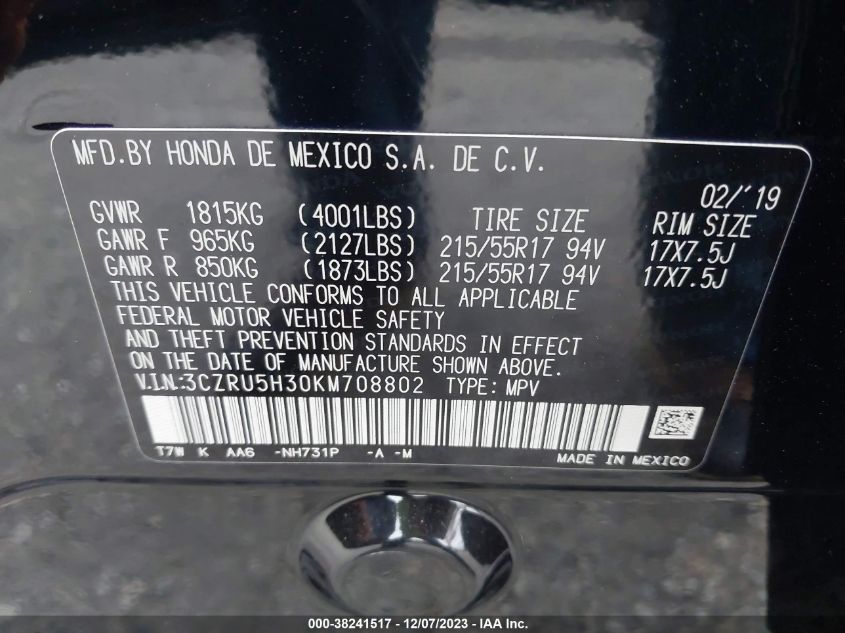 MFD.BY HONDA DE MEXICO S.A. DE C.V.
02/'19
GVWR 1815KG (4001LBS) TIRE SIZE RIM SIZE
GAWR F 965KG (2127LBS) 215/55R17 94V 17X7.5J
GAWR R 850KG (1873LBS) 215/55R17 94V 17X7.5J
THIS VEHICLE CONFORMS TO ALL APPLICABLE
FEDERAL MOTOR VEHICLE SAFETY
AND THEFT PREVENTION STANDARDS IN EFFECT
ON THE DATE OF MANUFACTURE SHOWN ABOVE.
V.I.N.:3CZRU5H30KM708802 TYPE: MPV
T7W K AA6 -NH731P -A -M
MADE IN MEXICO
000-38241517 - 12/07/2023 - IAA Inc.